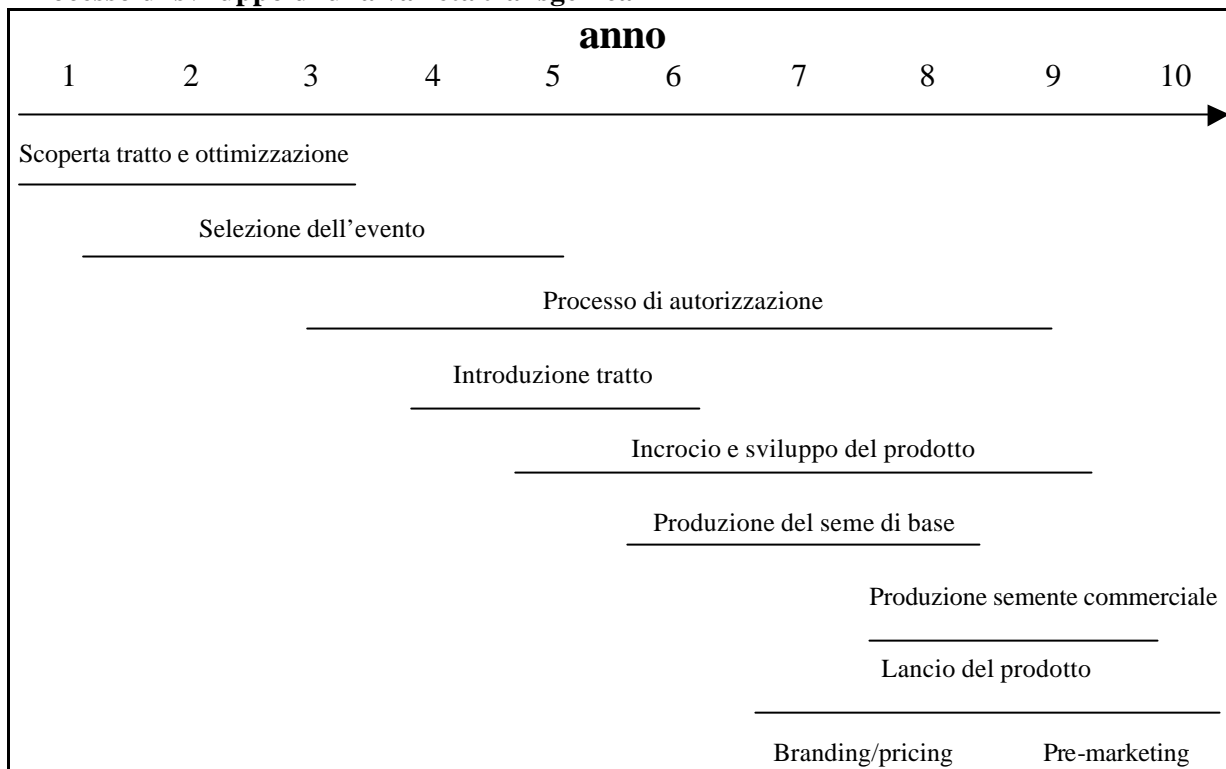 anno
1 2 3 4 5 6 7 8 9 10
Scoperta tratto e ottimizzazione
Selezione dell’evento
Processo di autorizzazione
Introduzione tratto
Incrocio e sviluppo del prodotto
Produzione del seme di base
Produzione semente commerciale
Lancio del prodotto
Branding/pricing Pre-marketing